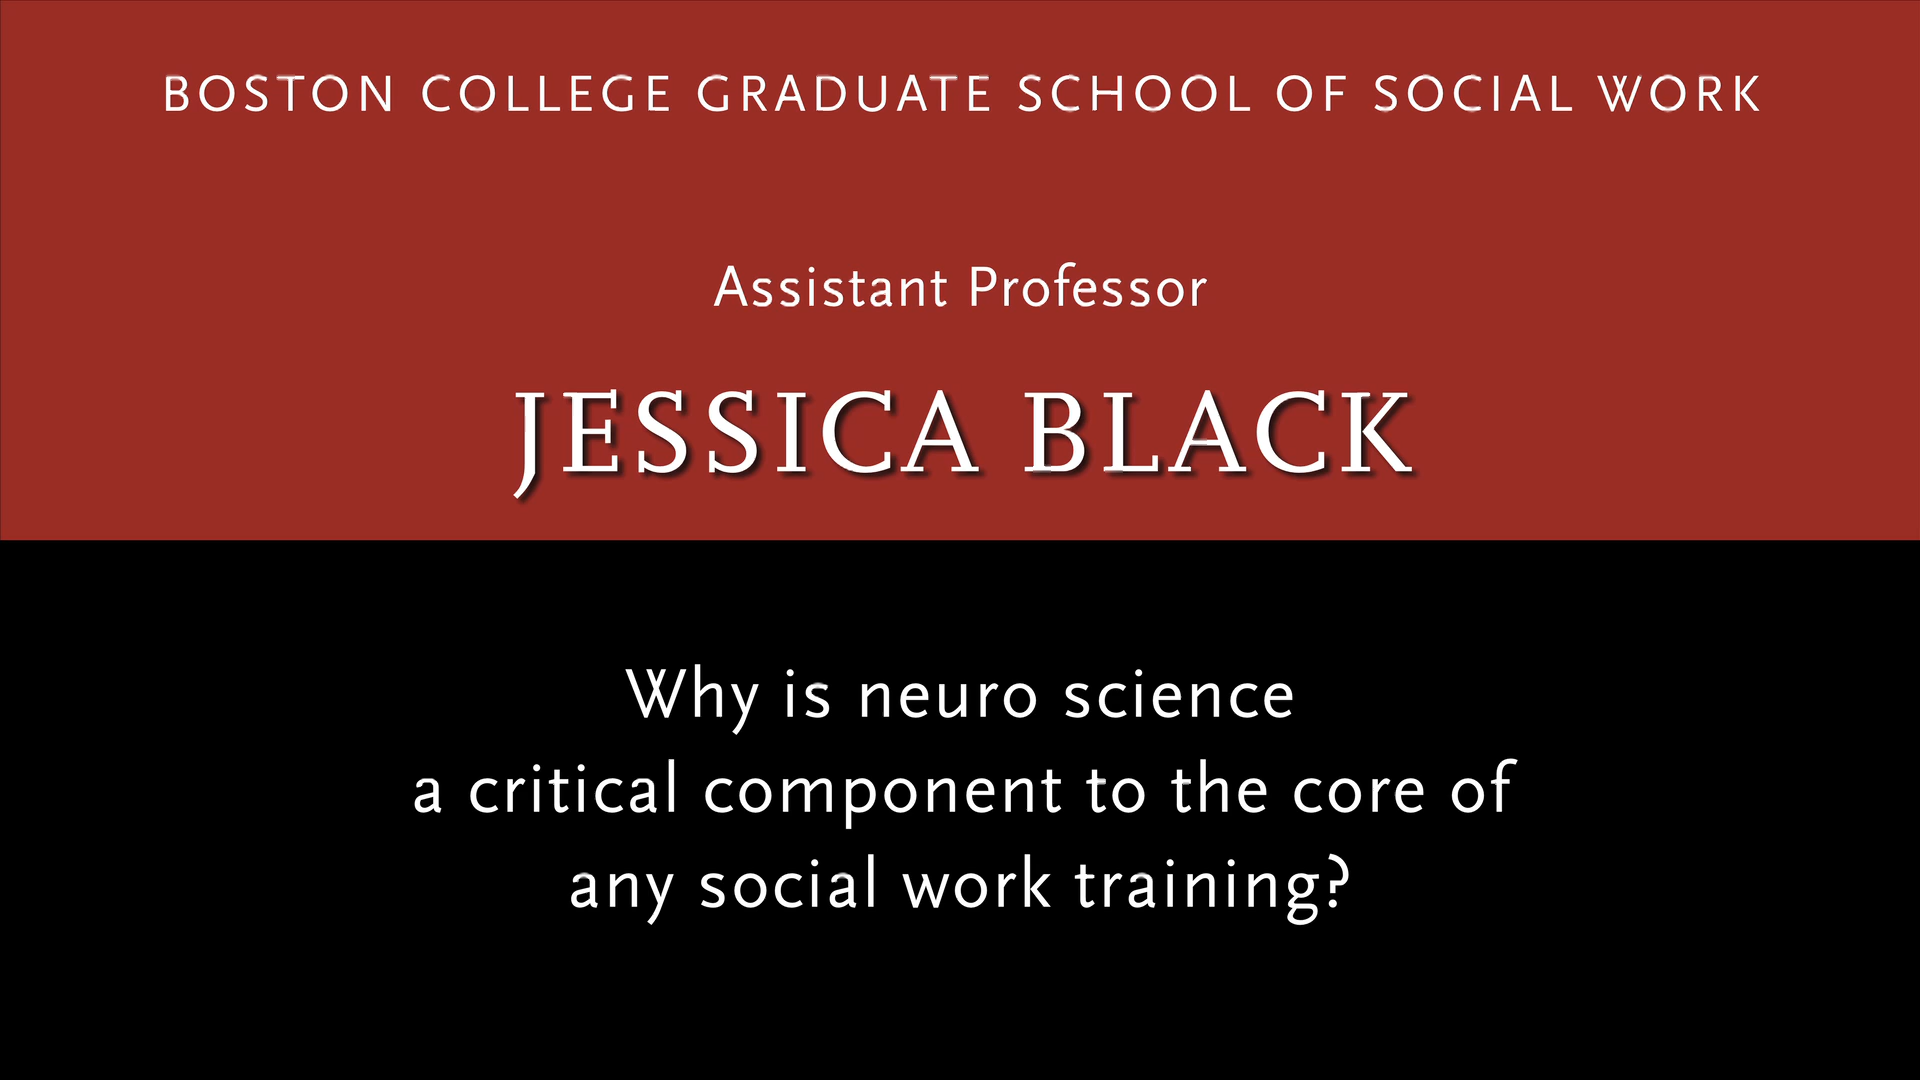 BOSTON COLLEGE GRADUATE SCHOOL OF SOCIAL WORK
Assistant Professor
JESSICA BLACK
Why is neuro science
a critical component to the core of
any social work training?